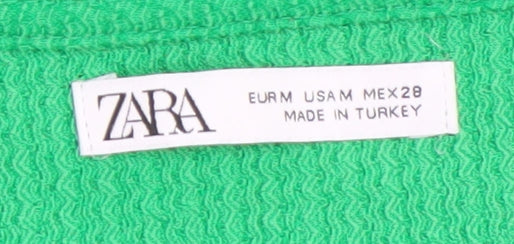 ZARA
EUR M USA M MEX 28
MADE IN TURKEY